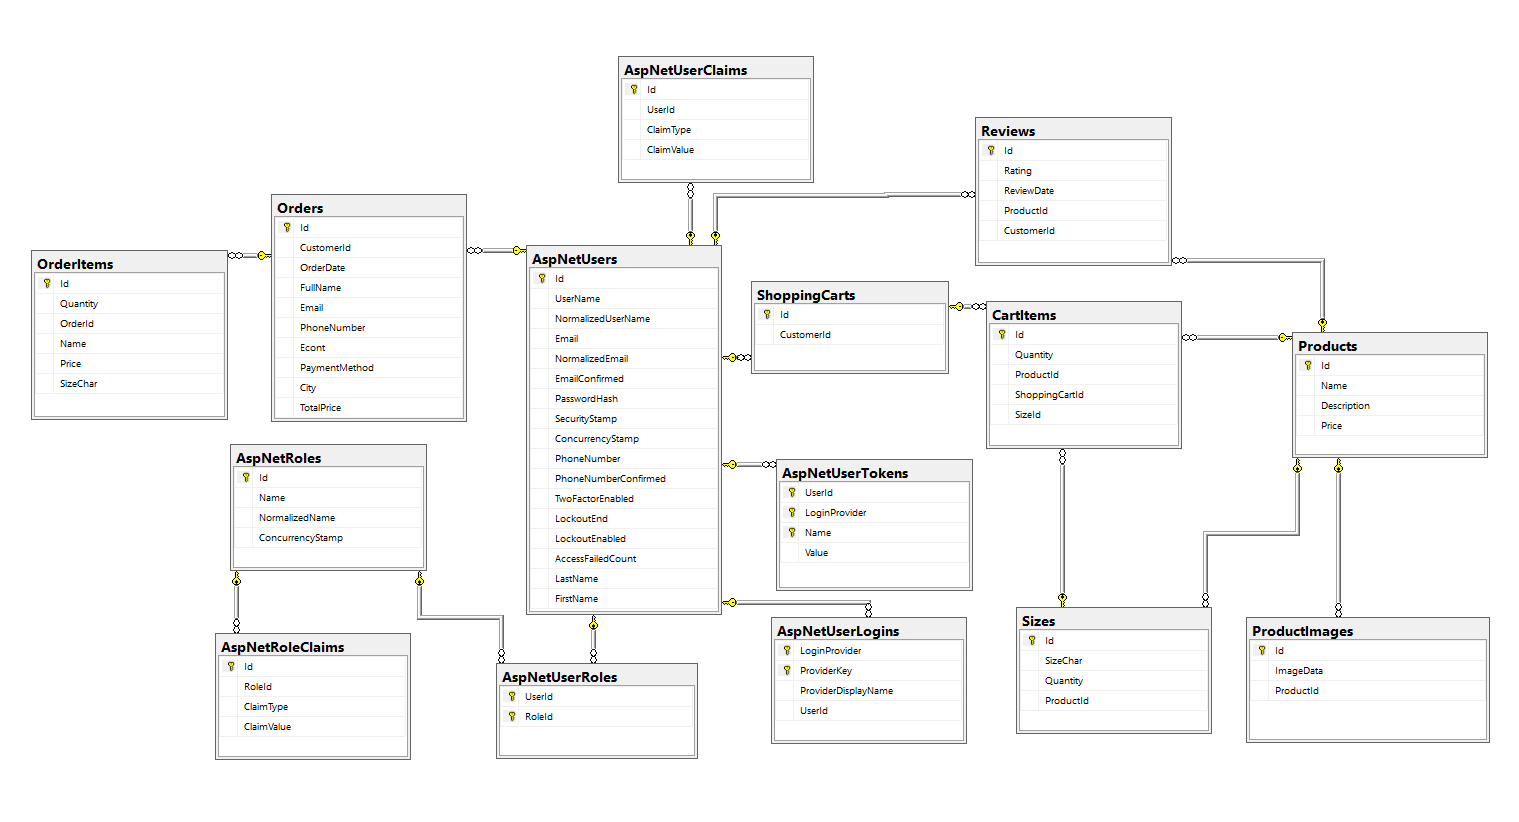 AspNetUserClaims
Id
UserId
ClaimType
ClaimValue
Reviews
Id
Rating
ReviewDate
ProductId
CustomerId
Orders
Id
CustomerId
OrderDate
FullName
Email
PhoneNumber
Econt
PaymentMethod
City
TotalPrice
OrderItems
Id
Quantity
OrderId
Name
Price
SizeChar
AspNetUsers
Id
UserName
NormalizedUserName
Email
NormalizedEmail
EmailConfirmed
PasswordHash
SecurityStamp
ConcurrencyStamp
PhoneNumber
PhoneNumberConfirmed
TwoFactorEnabled
LockoutEnd
LockoutEnabled
AccessFailedCount
LastName
FirstName
ShoppingCarts
Id
CustomerId
CartItems
Id
Quantity
ProductId
ShoppingCartId
SizeId
Products
Id
Name
Description
Price
AspNetRoles
Id
Name
NormalizedName
ConcurrencyStamp
AspNetUserTokens
UserId
LoginProvider
Name
Value
AspNetRoleClaims
Id
RoleId
ClaimType
ClaimValue
AspNetUserRoles
UserId
RoleId
AspNetUserLogins
LoginProvider
ProviderKey
ProviderDisplayName
UserId
Sizes
Id
SizeChar
Quantity
ProductId
ProductImages
Id
ImageData
ProductId